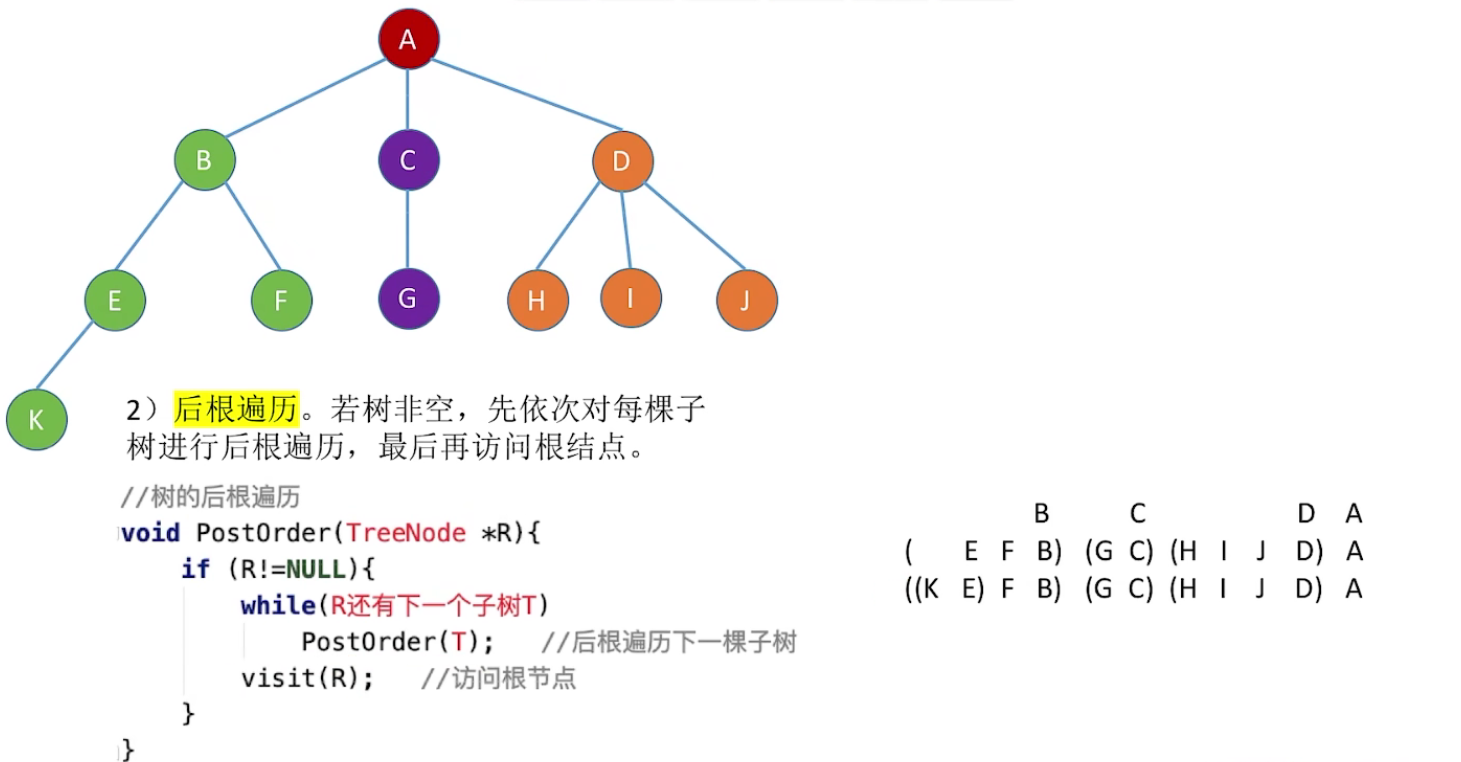 A
B C D
E F G H I J
K
2）后根遍历。若树非空，先依次对每棵子
树进行后根遍历，最后再访问根结点。
//树的后根遍历
void PostOrder(TreeNode *R){
if (R!=NULL){
while(R还有下一个子树T)
PostOrder(T); //后根遍历下一棵子树
visit(R); //访问根节点
}
}
B C D A
( E F B) (G C) (H I J D) A
((K E) F B) (G C) (H I J D) A